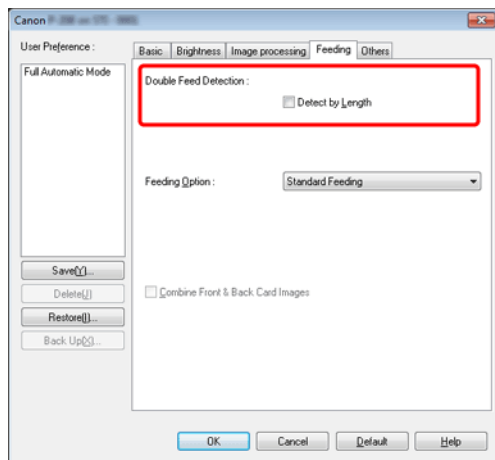 Canon
User Preference :
Full Automatic Mode
Save(Y)...
Delete(J)
Restore(I)...
Back Up(X)...
Basic Brightness Image processing Feeding Others
Double Feed Detection :
Detect by Length
Feeding Option : Standard Feeding
Combine Front & Back Card Images
OK Cancel Default Help